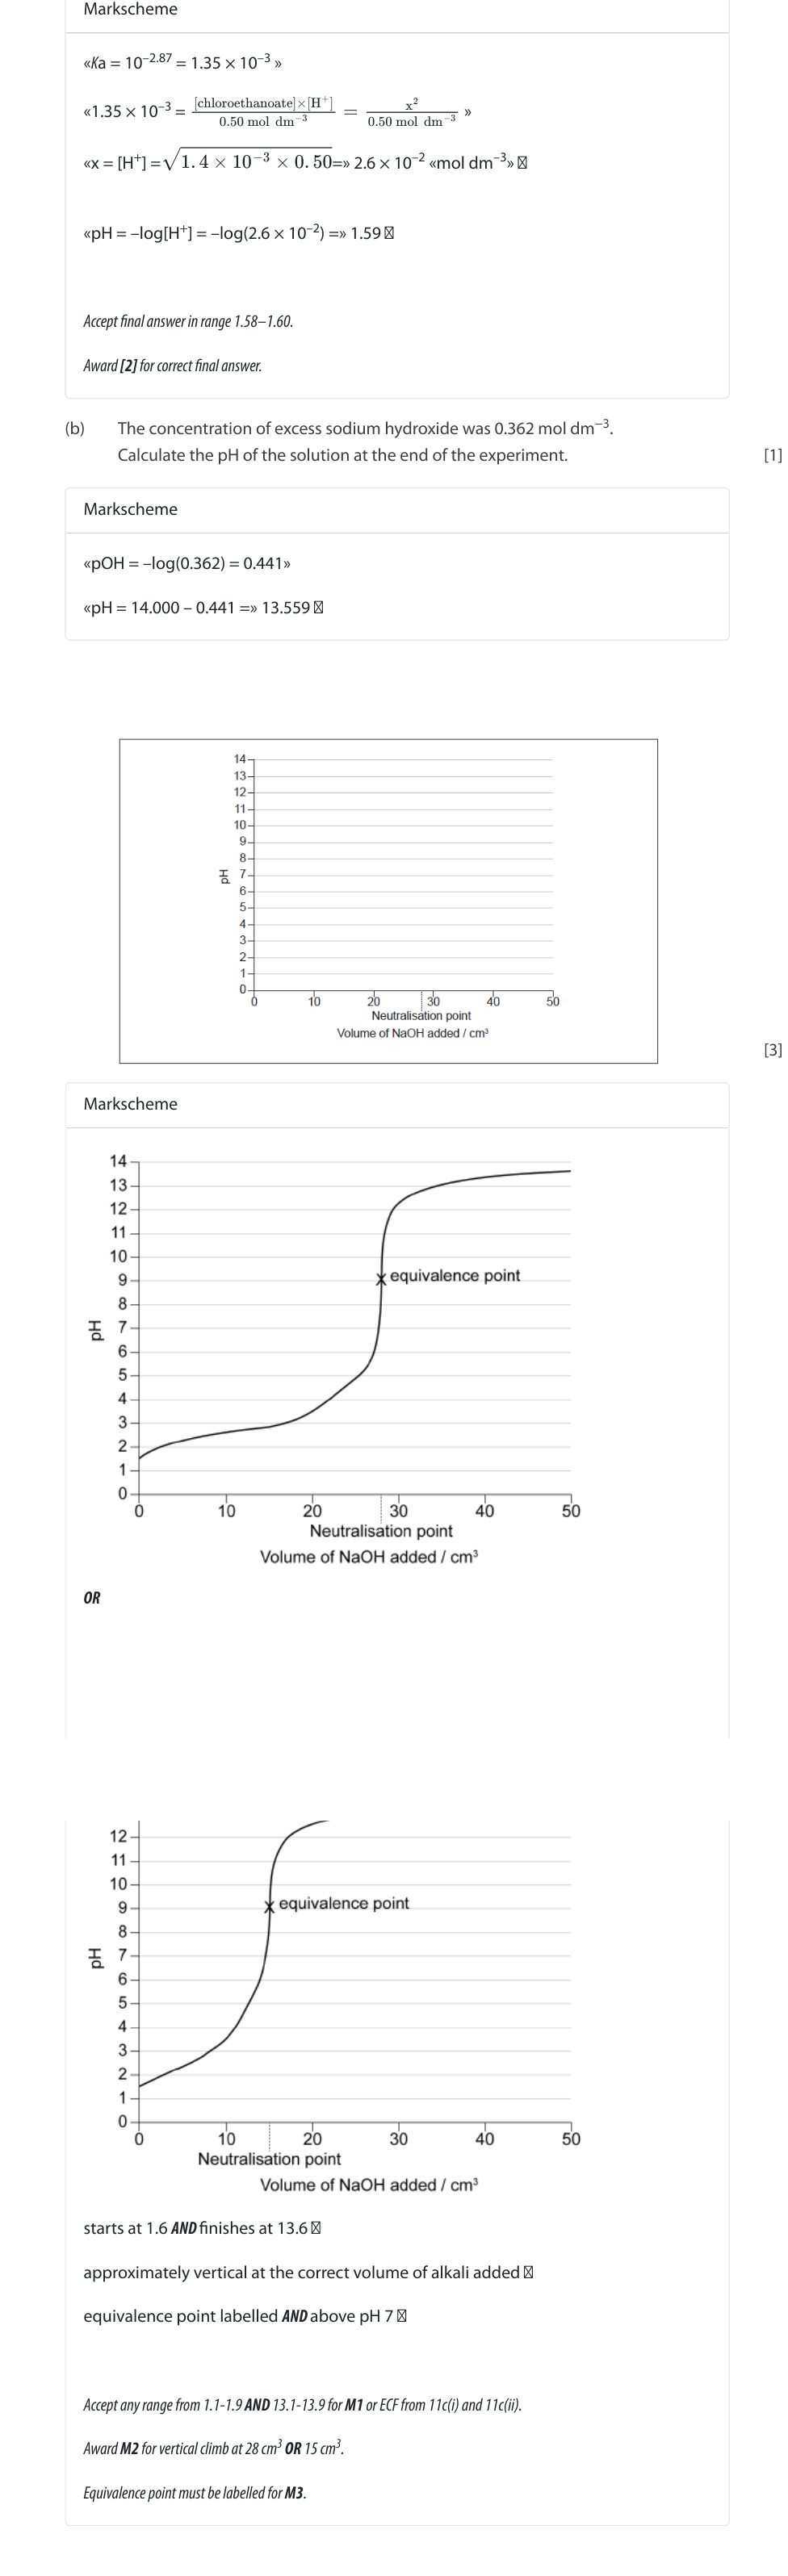 Markscheme
«Ka = 10⁻²·⁸⁷ = 1.35 × 10⁻³ »
«1.35 × 10⁻³ = [chloroethanoate]×[H⁺] / 0.50 mol dm⁻³ = x² / 0.50 mol dm⁻³ »
«x = [H⁺] = √1.4 × 10⁻³ × 0.50=» 2.6 × 10⁻² «mol dm⁻³»
«pH = –log[H⁺] = –log(2.6 × 10⁻²) =» 1.59
Accept final answer in range 1.58–1.60.
Award [2] for correct final answer.
(b) The concentration of excess sodium hydroxide was 0.362 mol dm⁻³.
Calculate the pH of the solution at the end of the experiment. [1]
Markscheme
«pOH = –log(0.362) = 0.441»
«pH = 14.000 – 0.441 =» 13.559
14
13
12
11
10
9
8
7
6
5
4
3
2
1
0
pH
0 10 20 30 40 50
Neutralisation point
Volume of NaOH added / cm³
[3]
Markscheme
14
13
12
11
10
9
8
7
6
5
4
3
2
1
0
pH
equivalence point
0 10 20 30 40 50
Neutralisation point
Volume of NaOH added / cm³
OR
12
11
10
9
8
7
6
5
4
3
2
1
0
pH
equivalence point
0 10 20 30 40 50
Neutralisation point
Volume of NaOH added / cm³
starts at 1.6 AND finishes at 13.6
approximately vertical at the correct volume of alkali added
equivalence point labelled AND above pH 7
Accept any range from 1.1-1.9 AND 13.1-13.9 for M1 or ECF from 11c(i) and 11c(ii).
Award M2 for vertical climb at 28 cm³ OR 15 cm³.
Equivalence point must be labelled for M3.